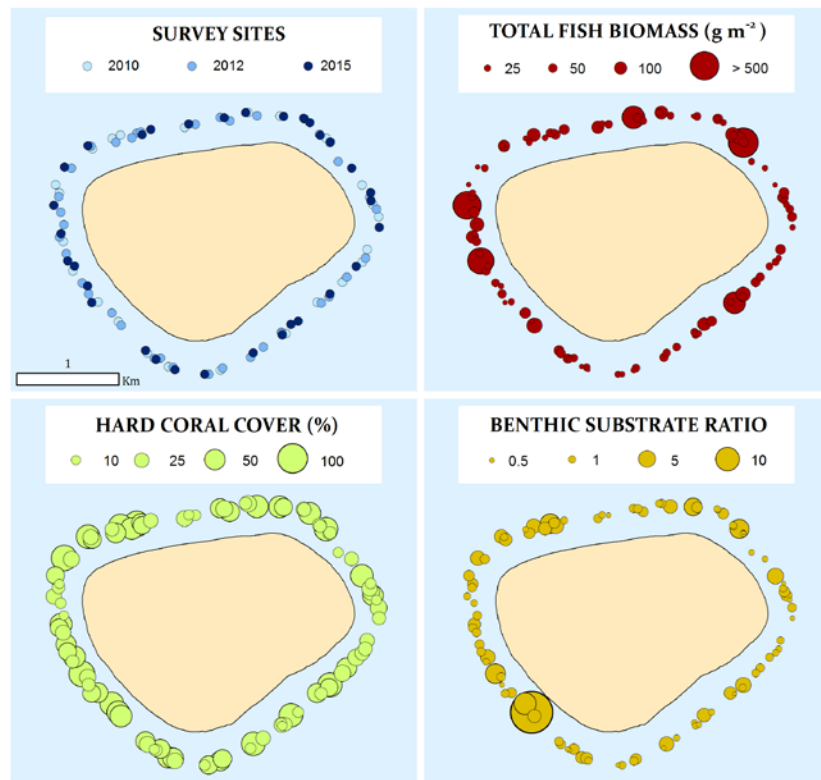 SURVEY SITES
2010 2012 2015
1
Km
TOTAL FISH BIOMASS (g m⁻²)
25 50 100 > 500
HARD CORAL COVER (%)
10 25 50 100
BENTHIC SUBSTRATE RATIO
0.5 1 5 10